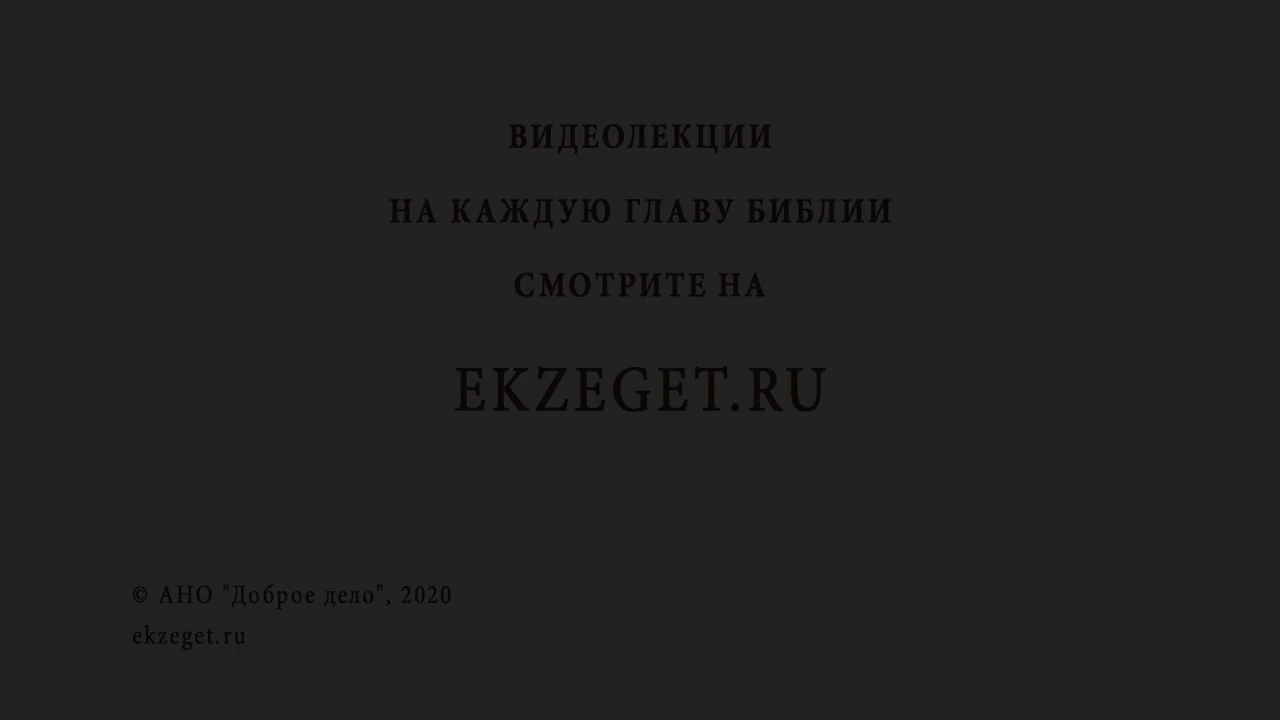 ВИДЕОЛЕКЦИИ
НА КАЖДУЮ ГЛАВУ БИБЛИИ
СМОТРИТЕ НА
EKZEGET.RU
© АНО "Доброе дело", 2020
ekzeget.ru